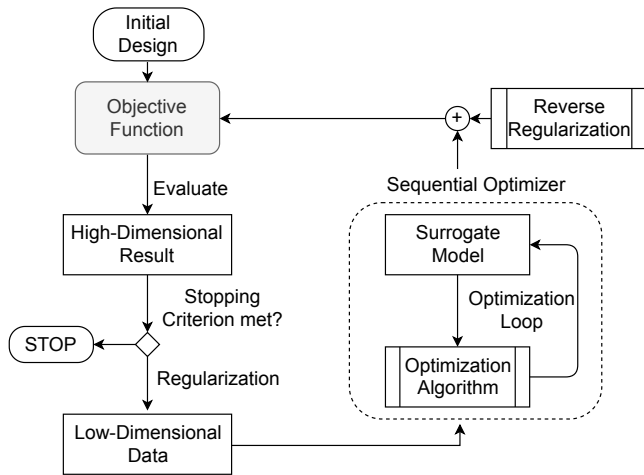 Initial
Design
Objective
Function
Evaluate
High-Dimensional
Result
Stopping
Criterion met?
STOP
Regularization
Low-Dimensional
Data
+
Reverse
Regularization
Sequential Optimizer
Surrogate
Model
Optimization
Loop
Optimization
Algorithm